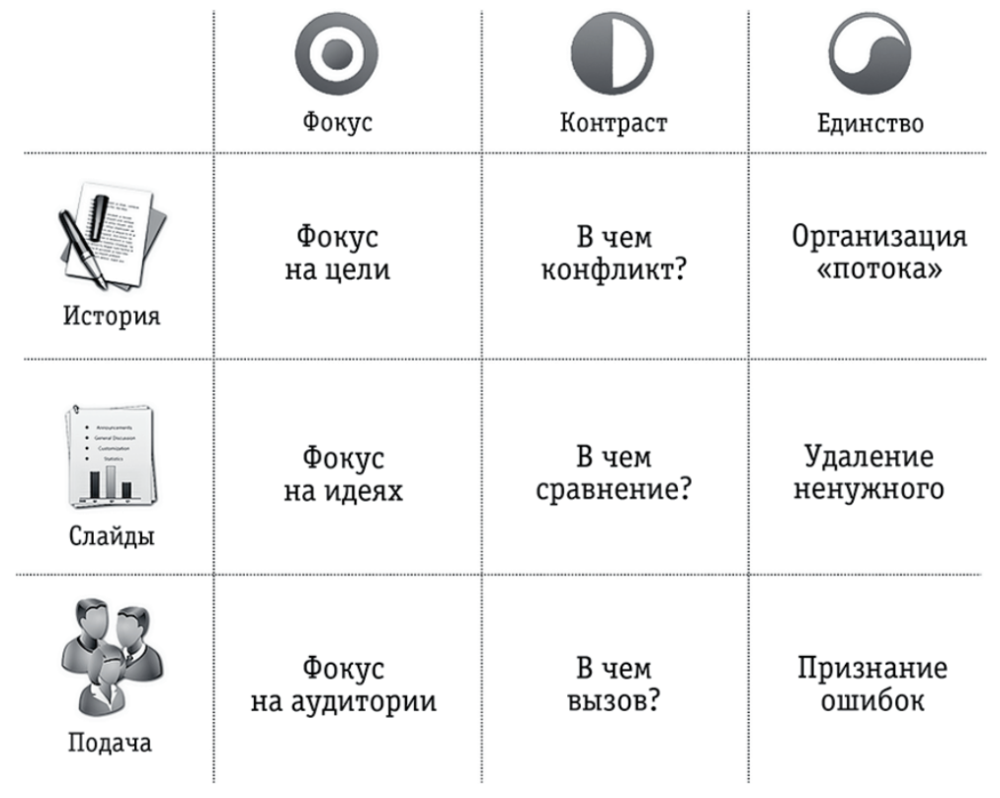 Фокус
Контраст
Единство
История
Фокус
на цели
В чем
конфликт?
Организация
«потока»
Announcements
General Discussion
Customization
Statistics
Слайды
Фокус
на идеях
В чем
сравнение?
Удаление
ненужного
Подача
Фокус
на аудитории
В чем
вызов?
Признание
ошибок